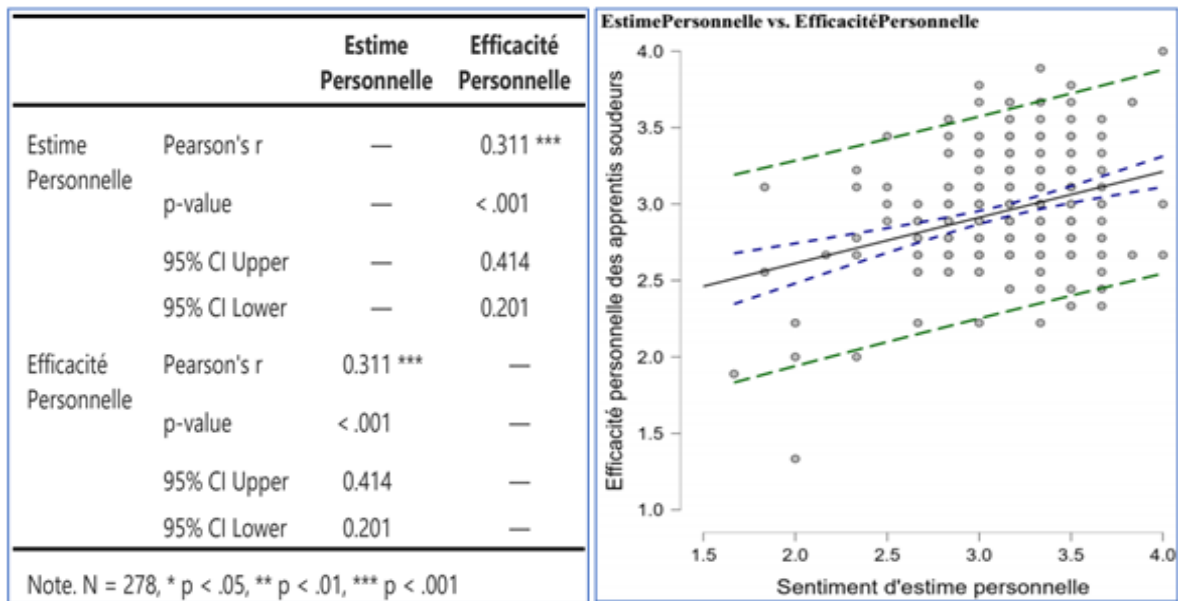 Estime Efficacité
Personnelle Personnelle
Estime Pearson's r — 0.311 ***
Personnelle
p-value — < .001
95% CI Upper — 0.414
95% CI Lower — 0.201
Efficacité Pearson's r 0.311 *** —
Personnelle
p-value < .001 —
95% CI Upper 0.414 —
95% CI Lower 0.201 —
Note. N = 278, * p < .05, ** p < .01, *** p < .001
EstimePersonnelle vs. EfficacitéPersonnelle
Efficacité personnelle des apprentis soudeurs
4.0
3.5
3.0
2.5
2.0
1.5
1.0
1.5 2.0 2.5 3.0 3.5 4.0
Sentiment d'estime personnelle